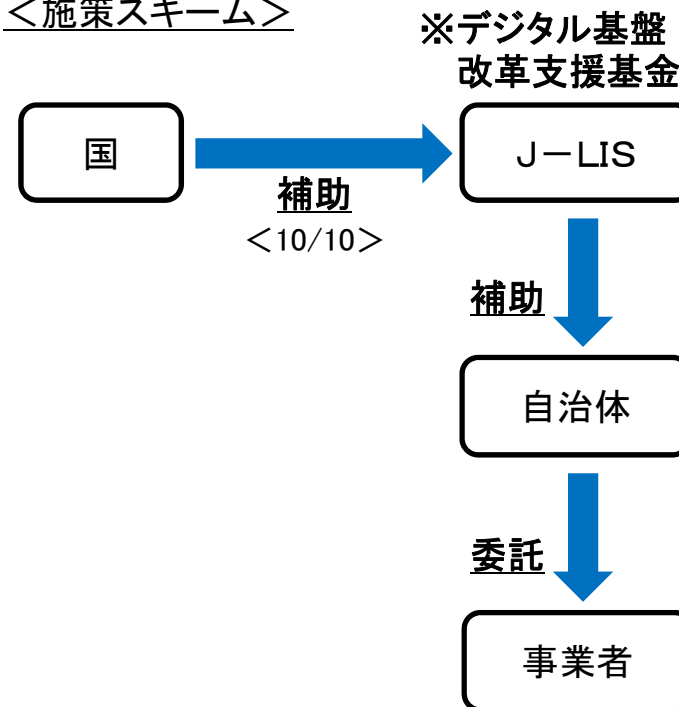 ＜施策スキーム＞
※デジタル基盤
改革支援基金
国
J－LIS
補助
＜10/10＞
補助
自治体
委託
事業者